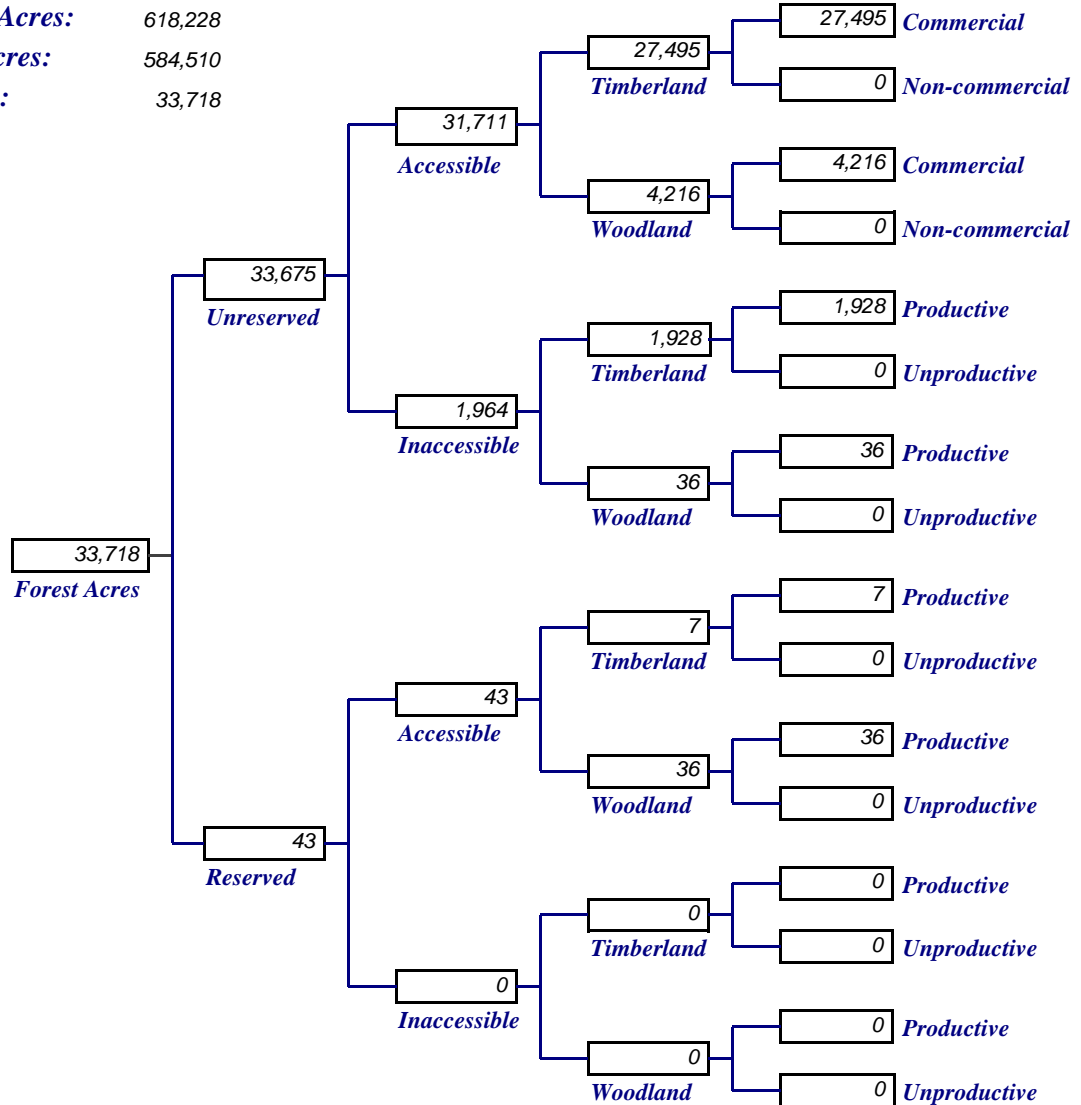 Acres: 618,228
cres: 584,510
: 33,718
27,495 Commercial
27,495
Timberland
0 Non-commercial
31,711
Accessible
4,216 Commercial
4,216
Woodland
0 Non-commercial
33,675
Unreserved
1,928 Productive
1,928
Timberland
0 Unproductive
1,964
Inaccessible
36 Productive
36
Woodland
0 Unproductive
33,718
Forest Acres
7 Productive
7
Timberland
0 Unproductive
43
Accessible
36 Productive
36
Woodland
0 Unproductive
43
Reserved
0 Productive
0
Timberland
0 Unproductive
0
Inaccessible
0 Productive
0
Woodland
0 Unproductive